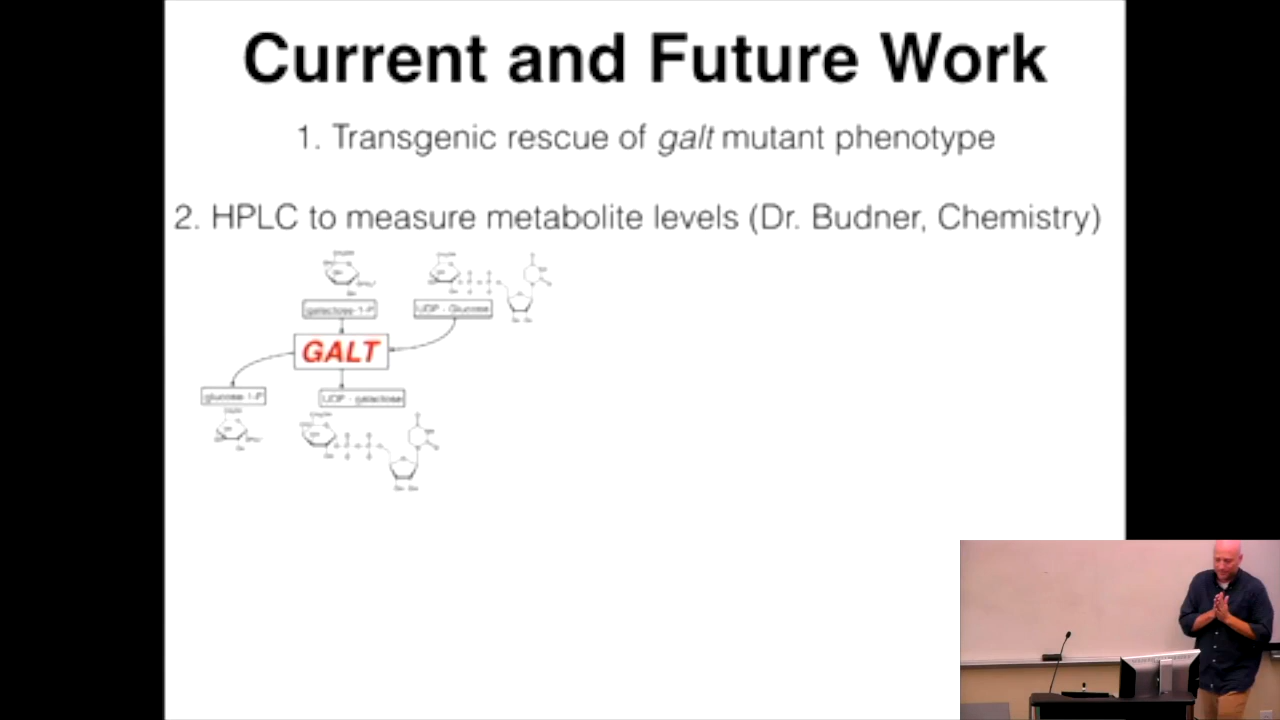 Current and Future Work
1. Transgenic rescue of galt mutant phenotype
2. HPLC to measure metabolite levels (Dr. Budner, Chemistry)
galactose-1-P
UDP - Glucose
GALT
glucose-1-P
UDP - galactose